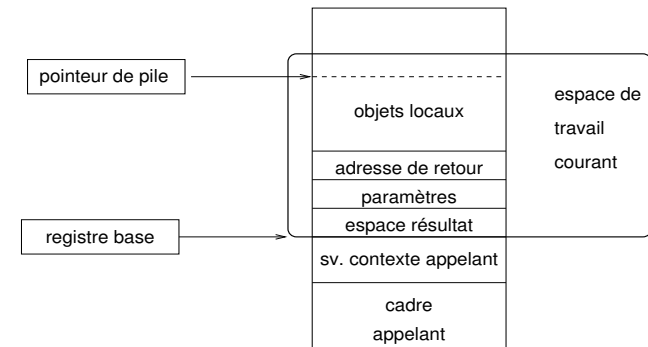 pointeur de pile
objets locaux
espace de
travail
courant
adresse de retour
paramètres
espace résultat
registre base
sv. contexte appelant
cadre
appelant